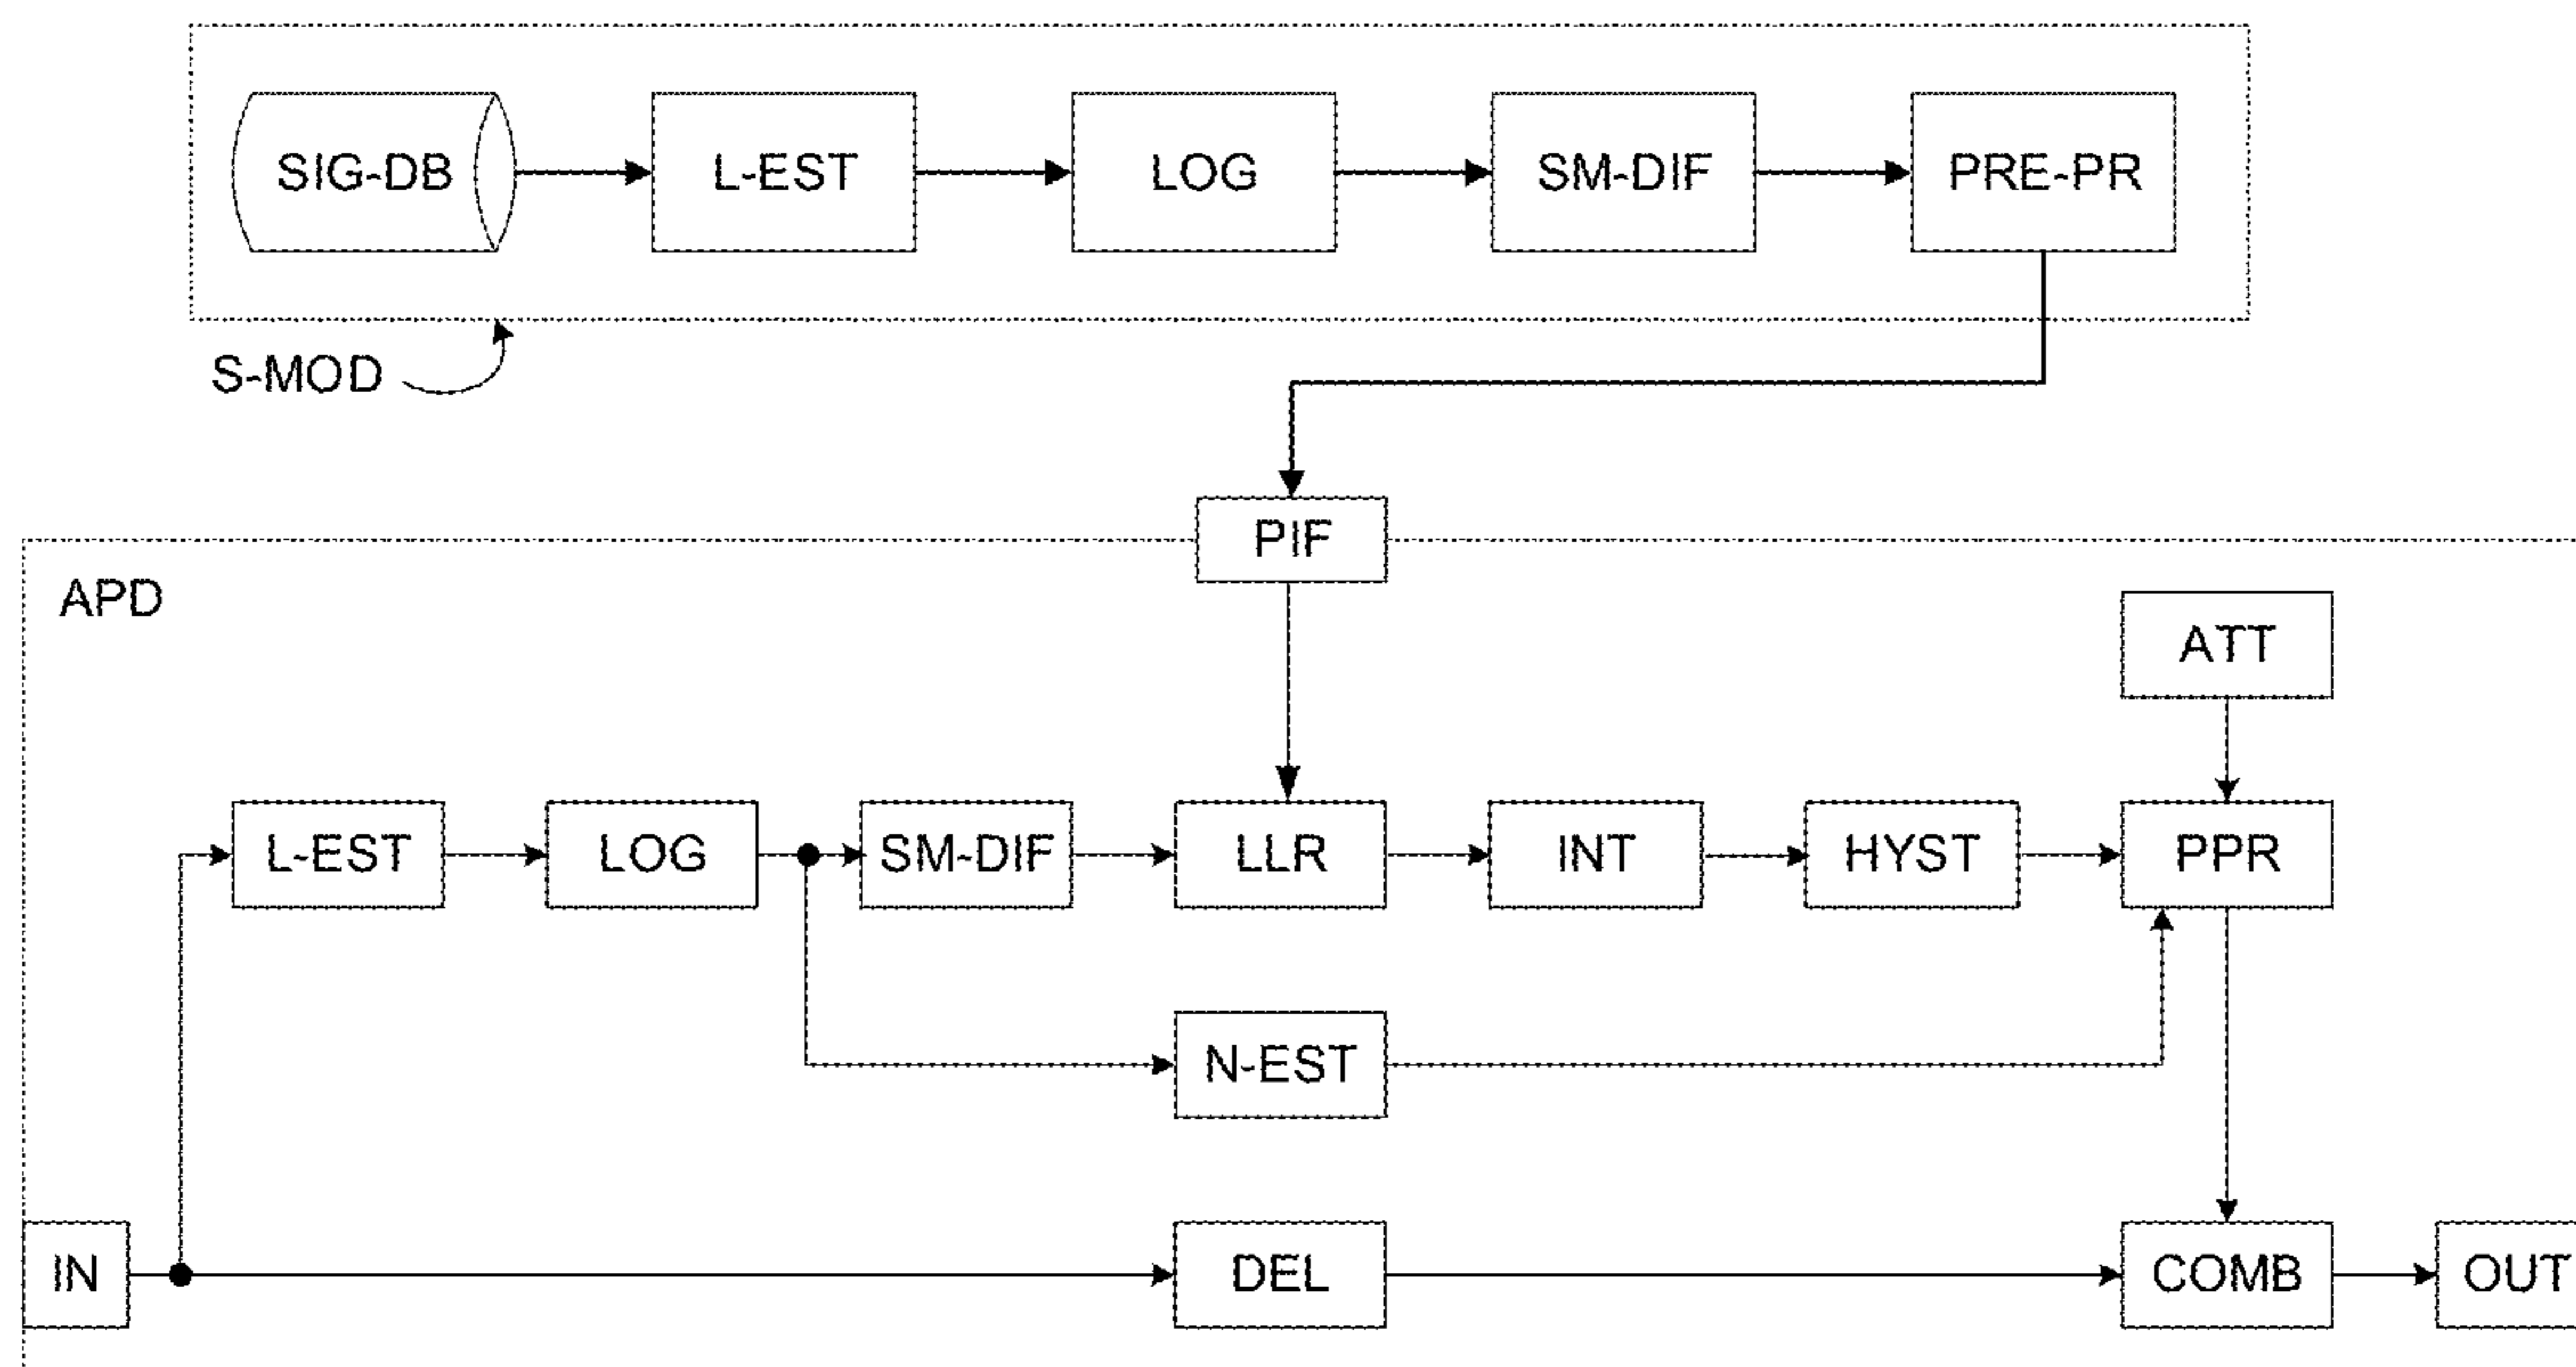 SIG-DB
L-EST
LOG
SM-DIF
PRE-PR
S-MOD
PIF
APD
ATT
L-EST
LOG
SM-DIF
LLR
INT
HYST
PPR
N-EST
IN
DEL
COMB
OUT